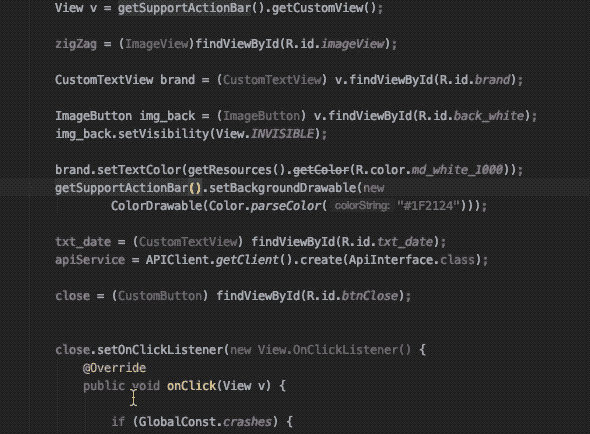 View v = getSupportActionBar().getCustomView();
zigZag = (ImageView)findViewById(R.id.imageView);
CustomTextView brand = (CustomTextView) v.findViewById(R.id.brand);
ImageButton img_back = (ImageButton) v.findViewById(R.id.back_white);
img_back.setVisibility(View.INVISIBLE);
brand.setTextColor(getResources().getColor(R.color.md_white_1000));
getSupportActionBar().setBackgroundDrawable(new
ColorDrawable(Color.parseColor( colorString: "#1F2124")));
txt_date = (CustomTextView) findViewById(R.id.txt_date);
apiService = APIClient.getClient().create(ApiInterface.class);
close = (CustomButton) findViewById(R.id.btnClose);
close.setOnClickListener(new View.OnClickListener() {
@Override
public void onClick(View v) {
if (GlobalConst.crashes) {